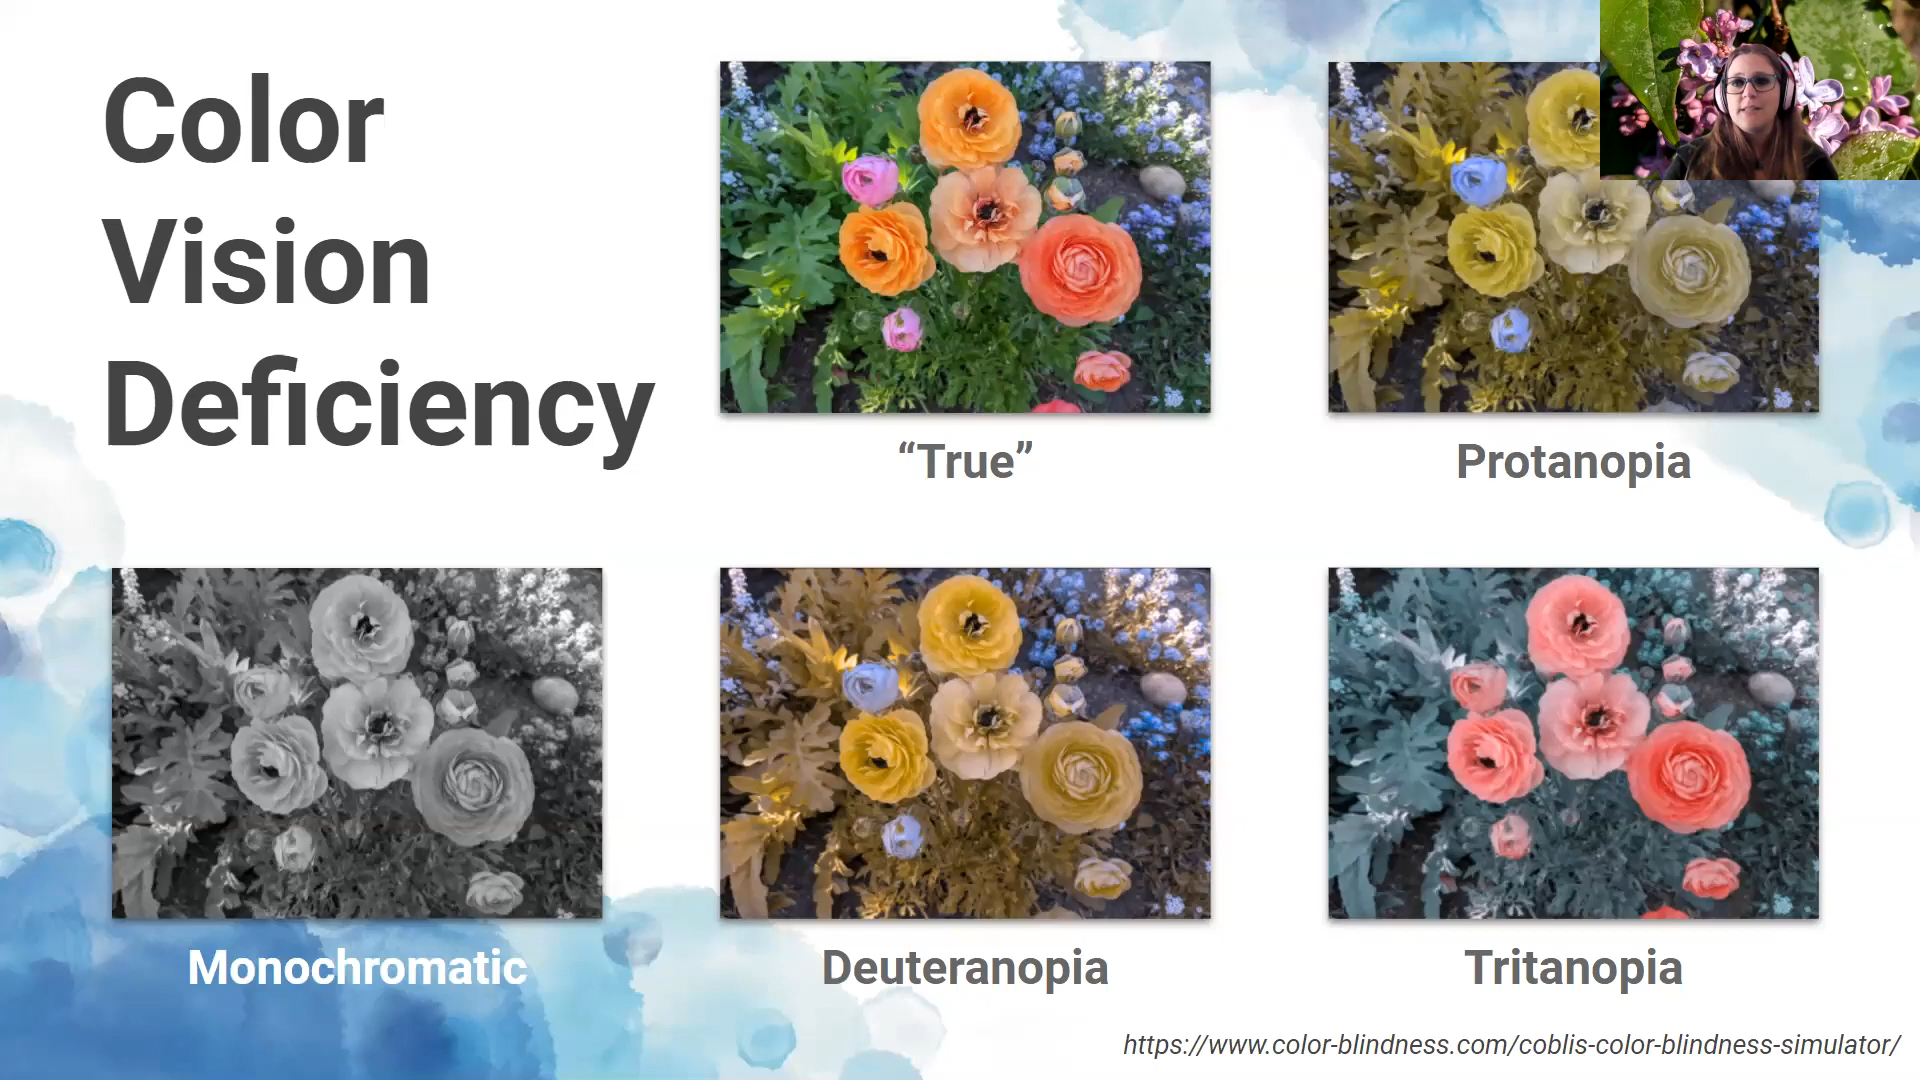 Color
Vision
Deficiency
“True”
Protanopia
Monochromatic
Deuteranopia
Tritanopia
https://www.color-blindness.com/coblis-color-blindness-simulator/